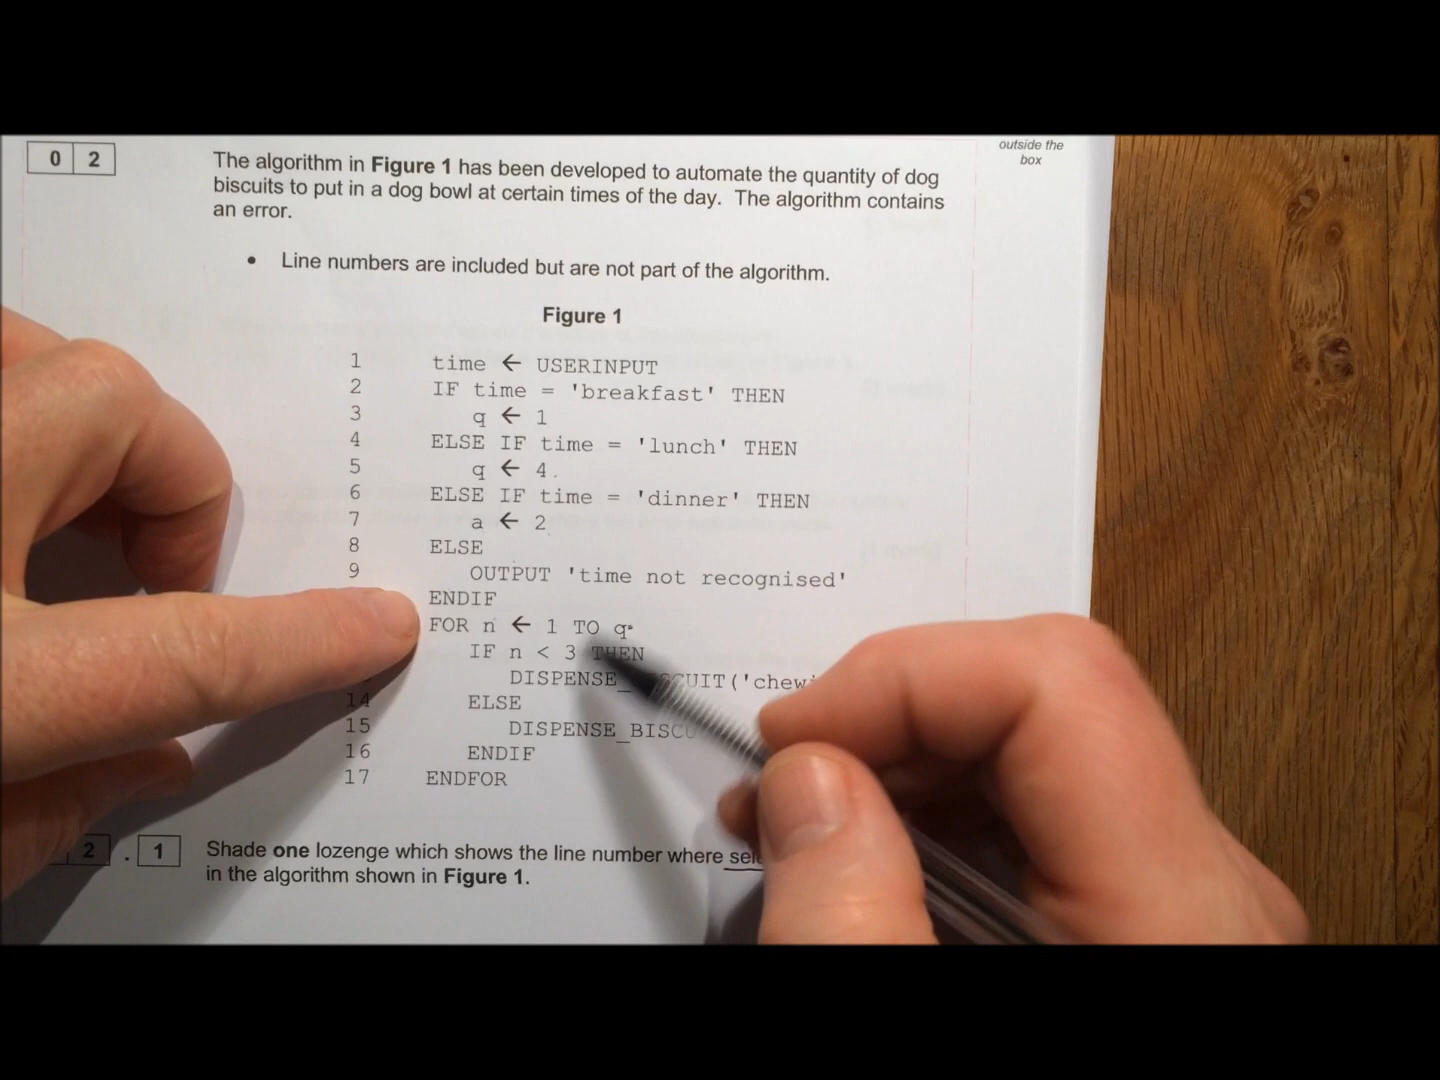 outside the
box
0 2
The algorithm in Figure 1 has been developed to automate the quantity of dog
biscuits to put in a dog bowl at certain times of the day. The algorithm contains
an error.
• Line numbers are included but are not part of the algorithm.
Figure 1
1 time ← USERINPUT
2 IF time = 'breakfast' THEN
3 q ← 1
4 ELSE IF time = 'lunch' THEN
5 q ← 4
6 ELSE IF time = 'dinner' THEN
7 a ← 2
8 ELSE
9 OUTPUT 'time not recognised'
ENDIF
FOR n ← 1 TO q
IF n < 3 THEN
DISPENSE_
14 ELSE
15
16 ENDIF
17 ENDFOR
2 . 1 Shade one lozenge which shows the line number where
in the algorithm shown in Figure 1.